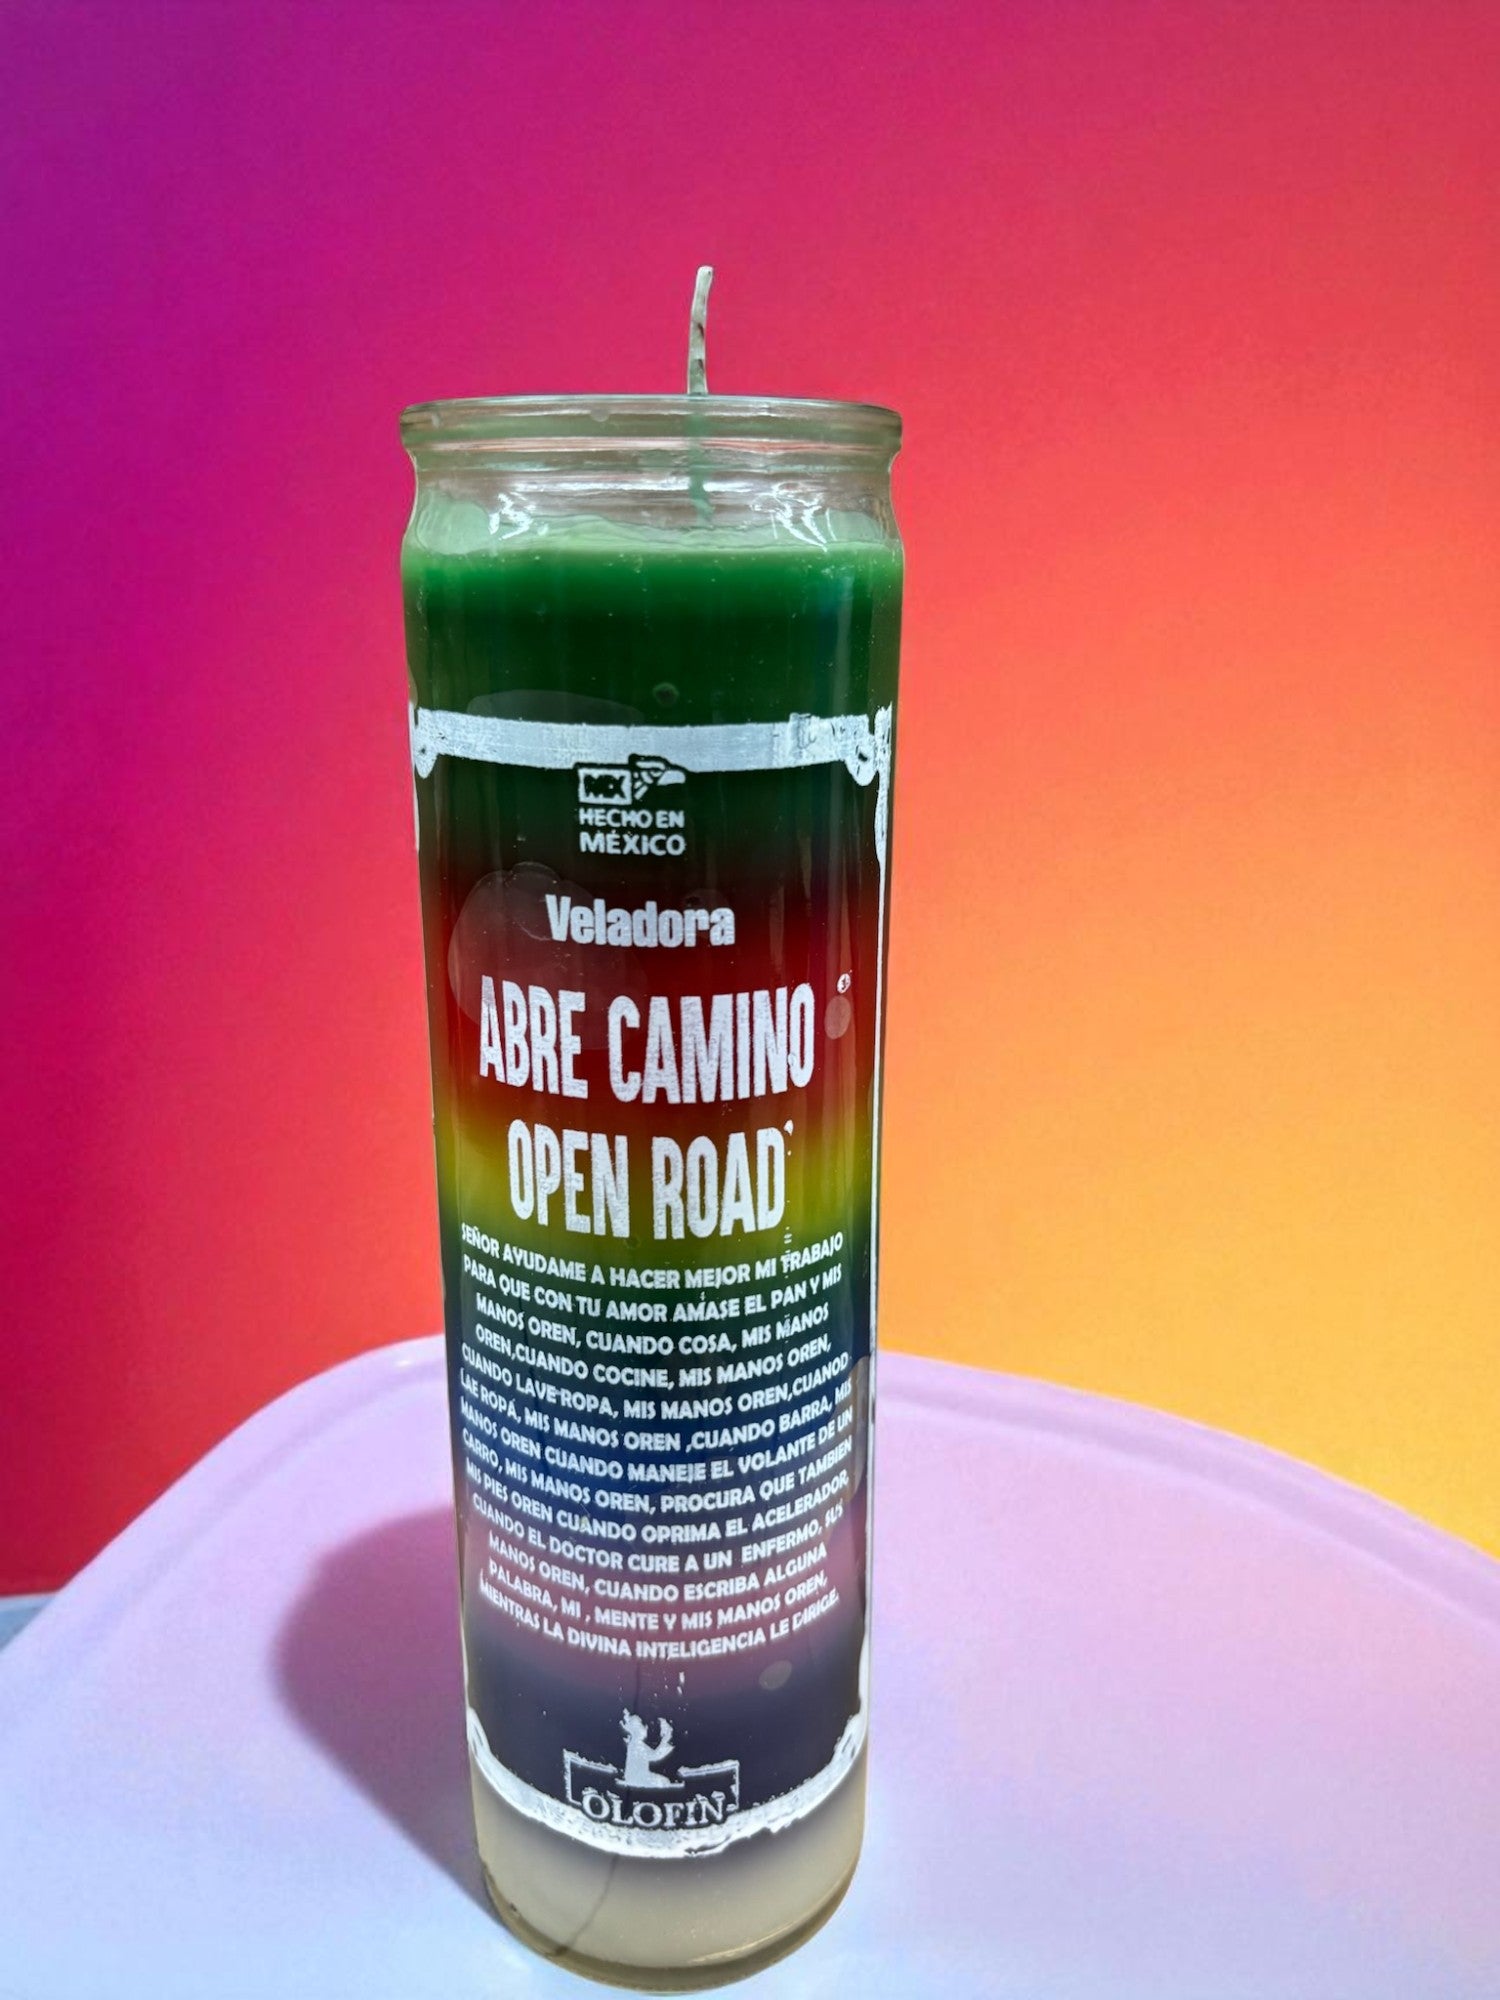 MEX
HECHO EN
MÉXICO
Veladora
ABRE CAMINO
OPEN ROAD
SEÑOR AYUDAME A HACER MEJOR MI TRABAJO
PARA QUE CON TU AMOR AMASE EL PAN Y MIS
MANOS OREN, CUANDO COSA, MIS MANOS
OREN,CUANDO COCINE, MIS MANOS OREN,
CUANDO LAVE ROPA, MIS MANOS OREN,CUANOD
LAE ROPA, MIS MANOS OREN ,CUANDO BARRA, MIS
MANOS OREN CUANDO MANEJE EL VOLANTE DE UN
CARRO, MIS MANOS OREN, PROCURA QUE TAMBIEN
MIS PIES OREN CUANDO OPRIMA EL ACELERADOR,
CUANDO EL DOCTOR CURE A UN ENFERMO, SUS
MANOS OREN, CUANDO ESCRIBA ALGUNA
PALABRA, MI , MENTE Y MIS MANOS OREN,
MIENTRAS LA DIVINA INTELIGENCIA LE DIRIGE.
OLOFIN